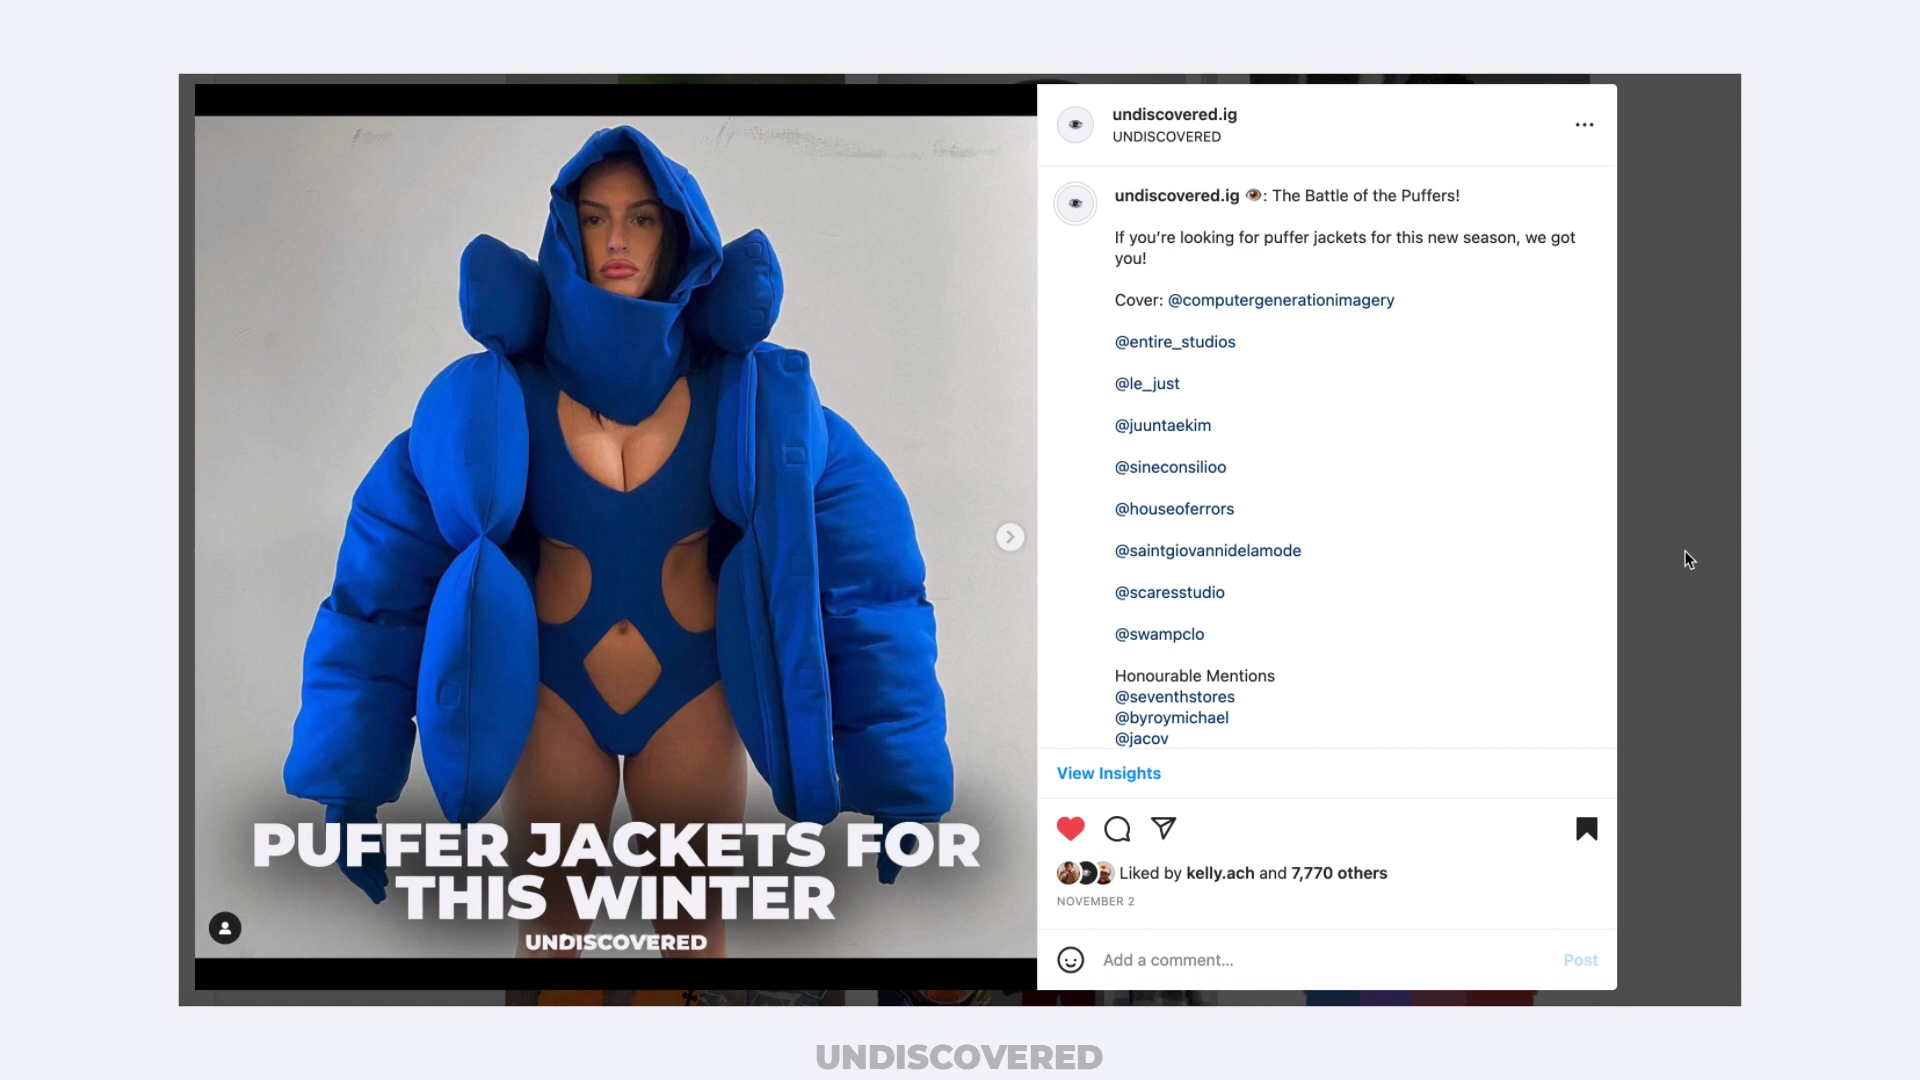 PUFFER JACKETS FOR
THIS WINTER
UNDISCOVERED
undiscovered.ig
UNDISCOVERED
undiscovered.ig 👁️: The Battle of the Puffers!
If you’re looking for puffer jackets for this new season, we got
you!
Cover: @computergenerationimagery
@entire_studios
@le_just
@juuntaekim
@sineconsilioo
@houseoferrors
@saintgiovannidelamode
@scaresstudio
@swampclo
Honourable Mentions
@seventhstores
@byroymichael
@jacov
View Insights
Liked by kelly.ach and 7,770 others
NOVEMBER 2
Add a comment...
Post
UNDISCOVERED